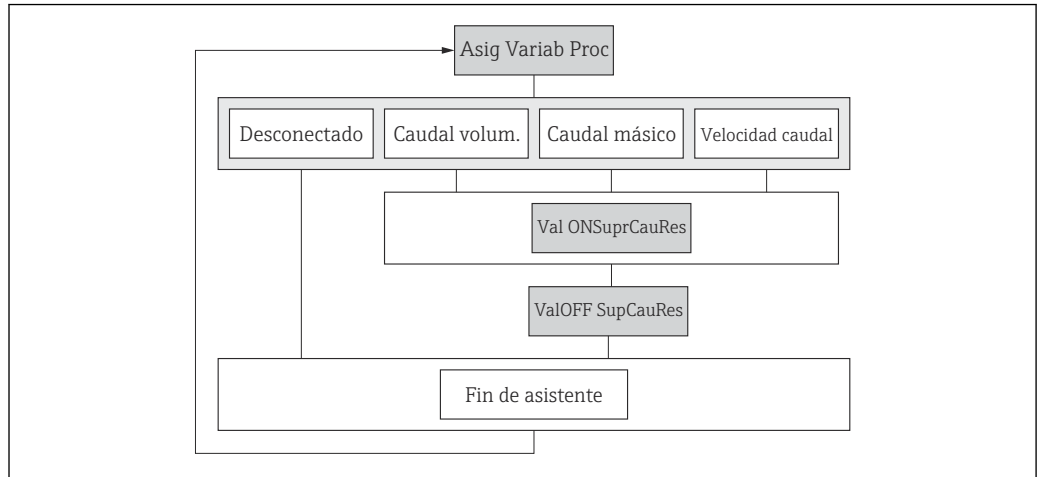 Asig Variab Proc
Desconectado
Caudal volum.
Caudal másico
Velocidad caudal
Val ONSuprCauRes
ValOFF SupCauRes
Fin de asistente